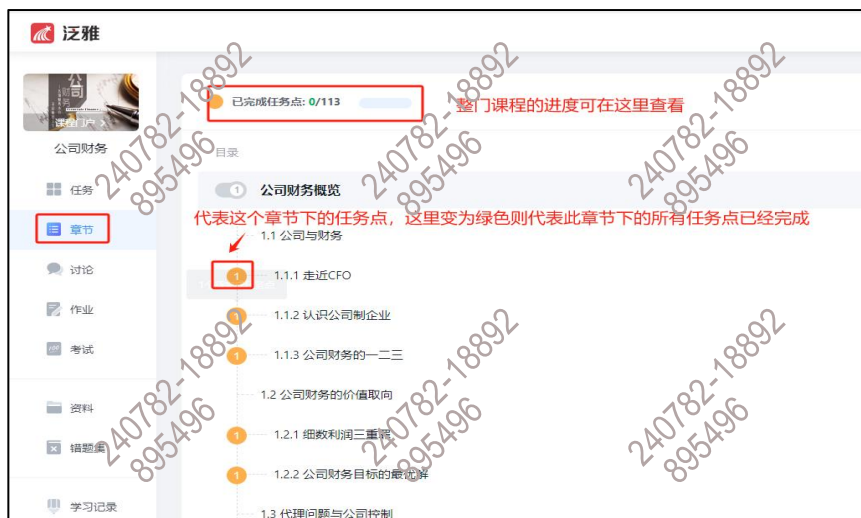 泛雅
公司
财务
课程门户 >
公司财务
任务
章节
讨论
作业
考试
资料
错题集
学习记录
已完成任务点: 0/113
整门课程的进度可在这里查看
目录
1 公司财务概览
代表这个章节下的任务点，这里变为绿色则代表此章节下的所有任务点已经完成
1.1 公司与财务
1 1.1.1 走近CFO
1 1.1.2 认识公司制企业
1 1.1.3 公司财务的一二三
1.2 公司财务的价值取向
1 1.2.1 细数利润三重罪
1 1.2.2 公司财务目标的最优解
1.3 代理问题与公司控制
240782-18892
895496
240782-18892
895496
240782-18892
895496
240782-18892
895496
240782-18892
895496
240782-18892
895496